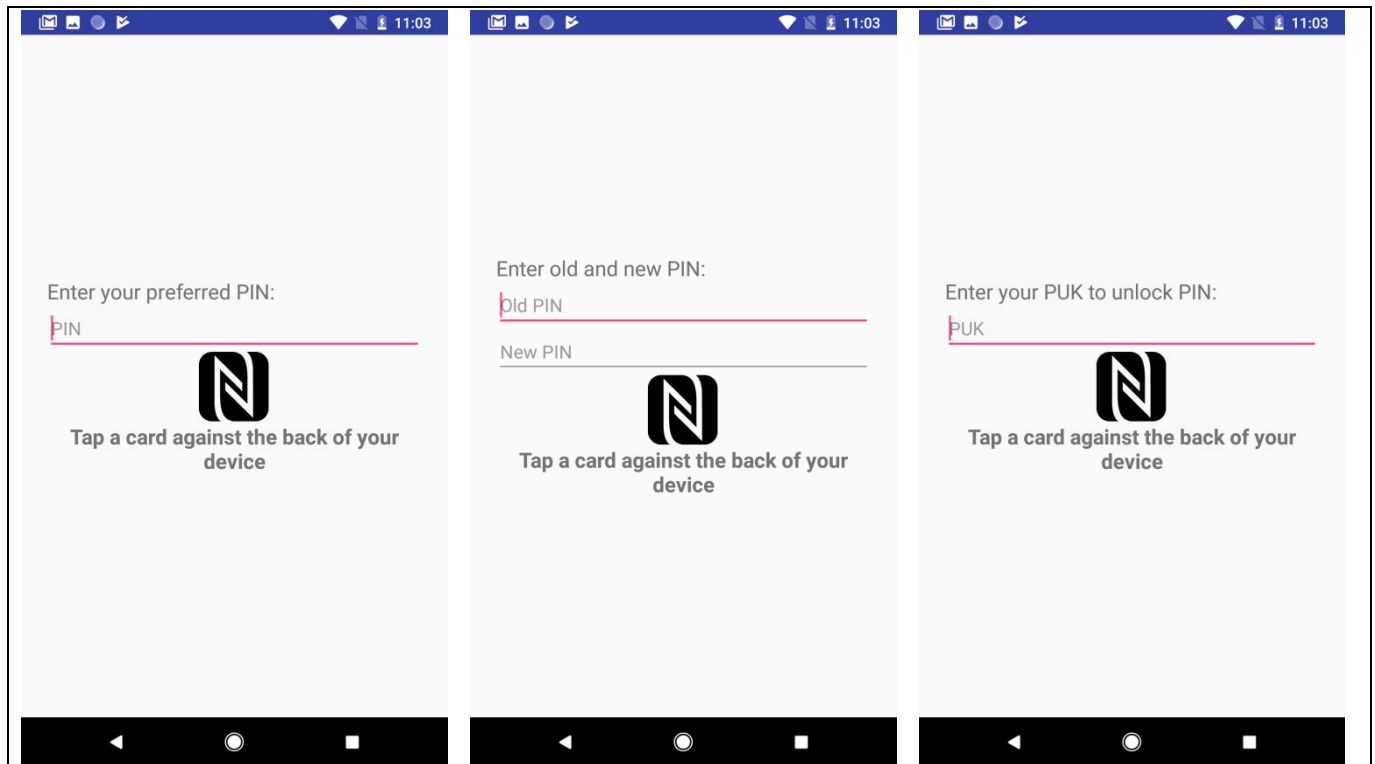 11:03
Enter your preferred PIN:
PIN
Tap a card against the back of your
device
11:03
Enter old and new PIN:
Old PIN
New PIN
Tap a card against the back of your
device
11:03
Enter your PUK to unlock PIN:
PUK
Tap a card against the back of your
device